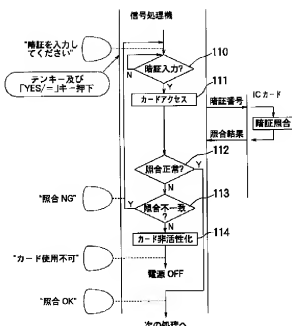 信号処理機
"暗証を入力し
てください"
110
暗証入力?
N
テンキー及び
「YES/=」キー押下
Y
111
カードアクセス
ICカード
暗証番号
暗証照合
照合結果
112
照合正常?
Y
N
113
"照合 NG"
Y
照合不一致
?
N
114
カード非活性化
"カード使用不可"
電源 OFF
"照合 OK"
次の処理へ